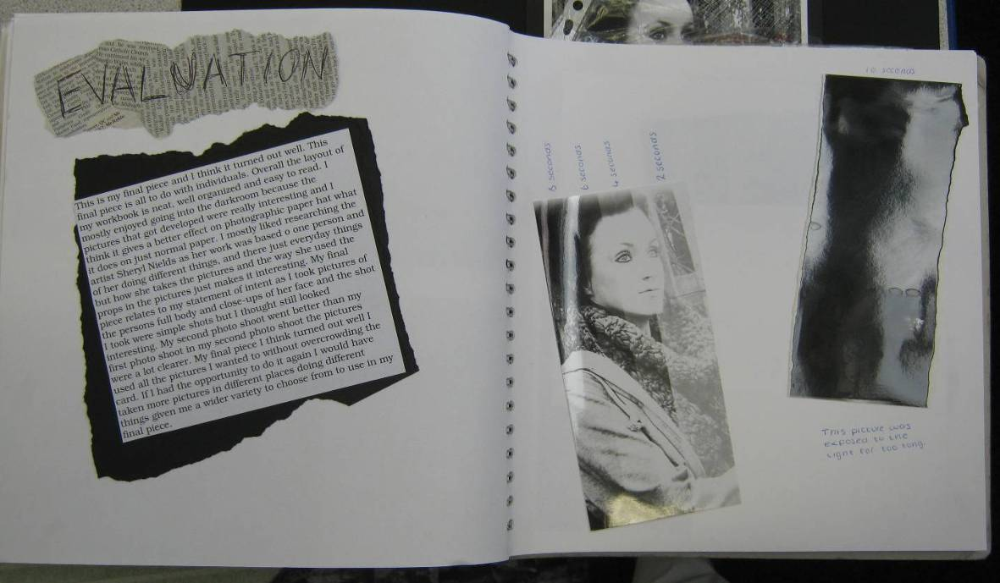 EVALUATION
This is my final piece and I think it turned out well. This
final piece is all to do with individuals. Overall the layout of
my workbook is neat, well organized and easy to read. I
mostly enjoyed going into the darkroom because the
pictures that got developed were really interesting and I
think it gives a better effect on photographic paper hat what
it does on just normal paper. I mostly liked researching the
artist Sheryl Nields as her work was based o one person and
of her doing different things, and there just everyday things
but how she takes the pictures and the way she used the
props in the pictures just makes it interesting. My final
piece relates to my statement of intent as I took pictures of
the persons full body and close-ups of her face and the shot
I took were simple shots but I thought still looked
interesting. My second photo shoot went better than my
first photo shoot in my second photo shoot the pictures
were a lot clearer. My final piece I think turned out well I
used all the pictures I wanted to without overcrowding the
card. If I had the opportunity to do it again I would have
taken more pictures in different places doing different
things given me a wider variety to choose from to use in my
final piece.
8 seconds
6 seconds
4 seconds
2 seconds
10 seconds
This picture was
exposed to the
light for too long.